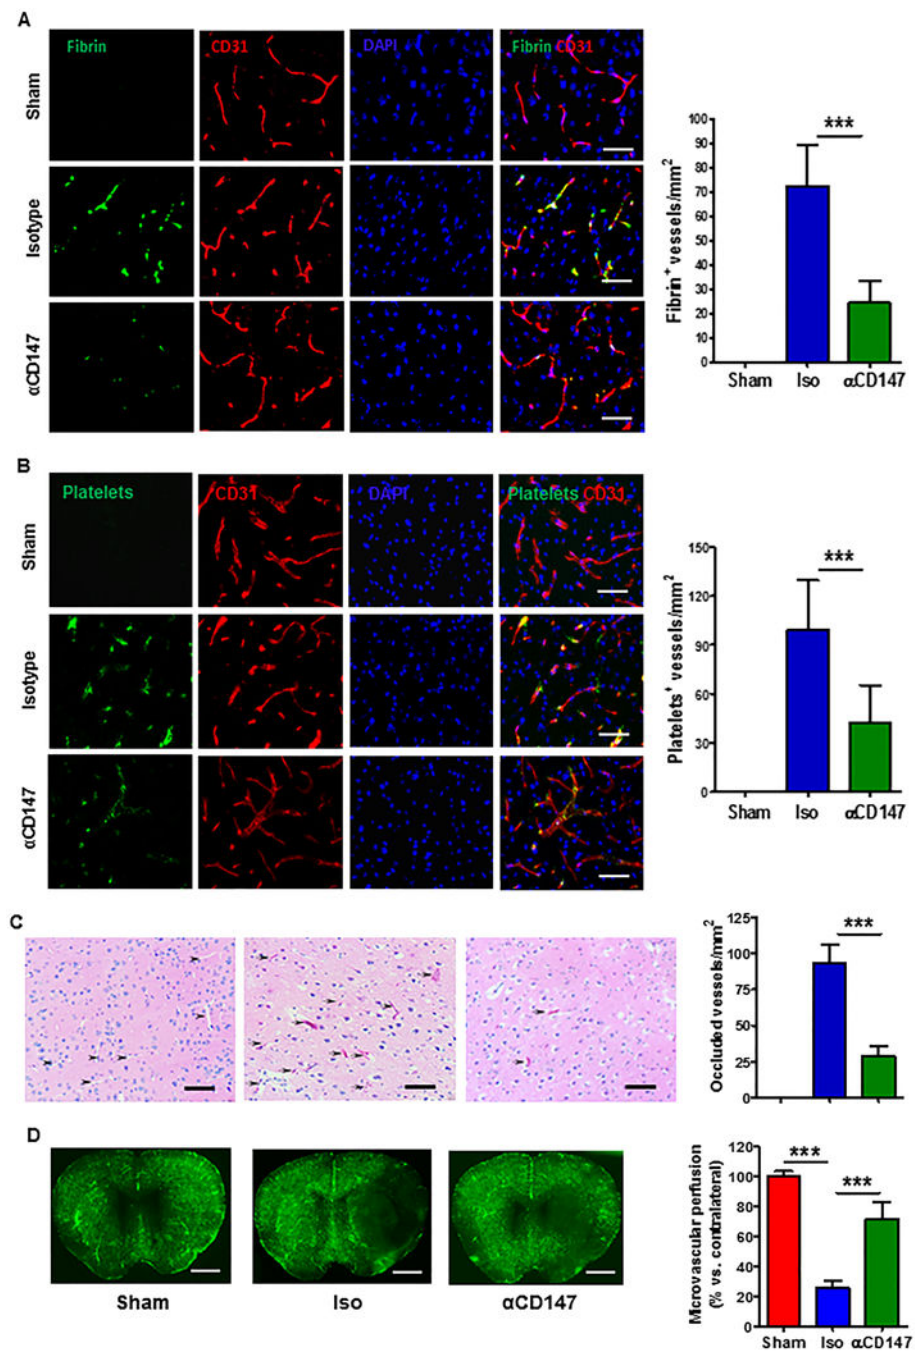 A
Fibrin CD31 DAPI Fibrin CD31
Sham
Isotype
αCD147
Fibrin⁺ vessels/mm²
100
90
80
70
60
50
40
30
20
10
0
***
Sham Iso αCD147
B
Platelets CD31 DAPI Platelets CD31
Sham
Isotype
αCD147
Platelets⁺ vessels/mm²
150
120
90
60
30
0
***
Sham Iso αCD147
C
Occluded vessels/mm²
125
100
75
50
25
0
***
D
Sham Iso αCD147
Microvascular perfusion
(% vs. contralateral)
120
100
80
60
40
20
0
***
***
Sham Iso αCD147